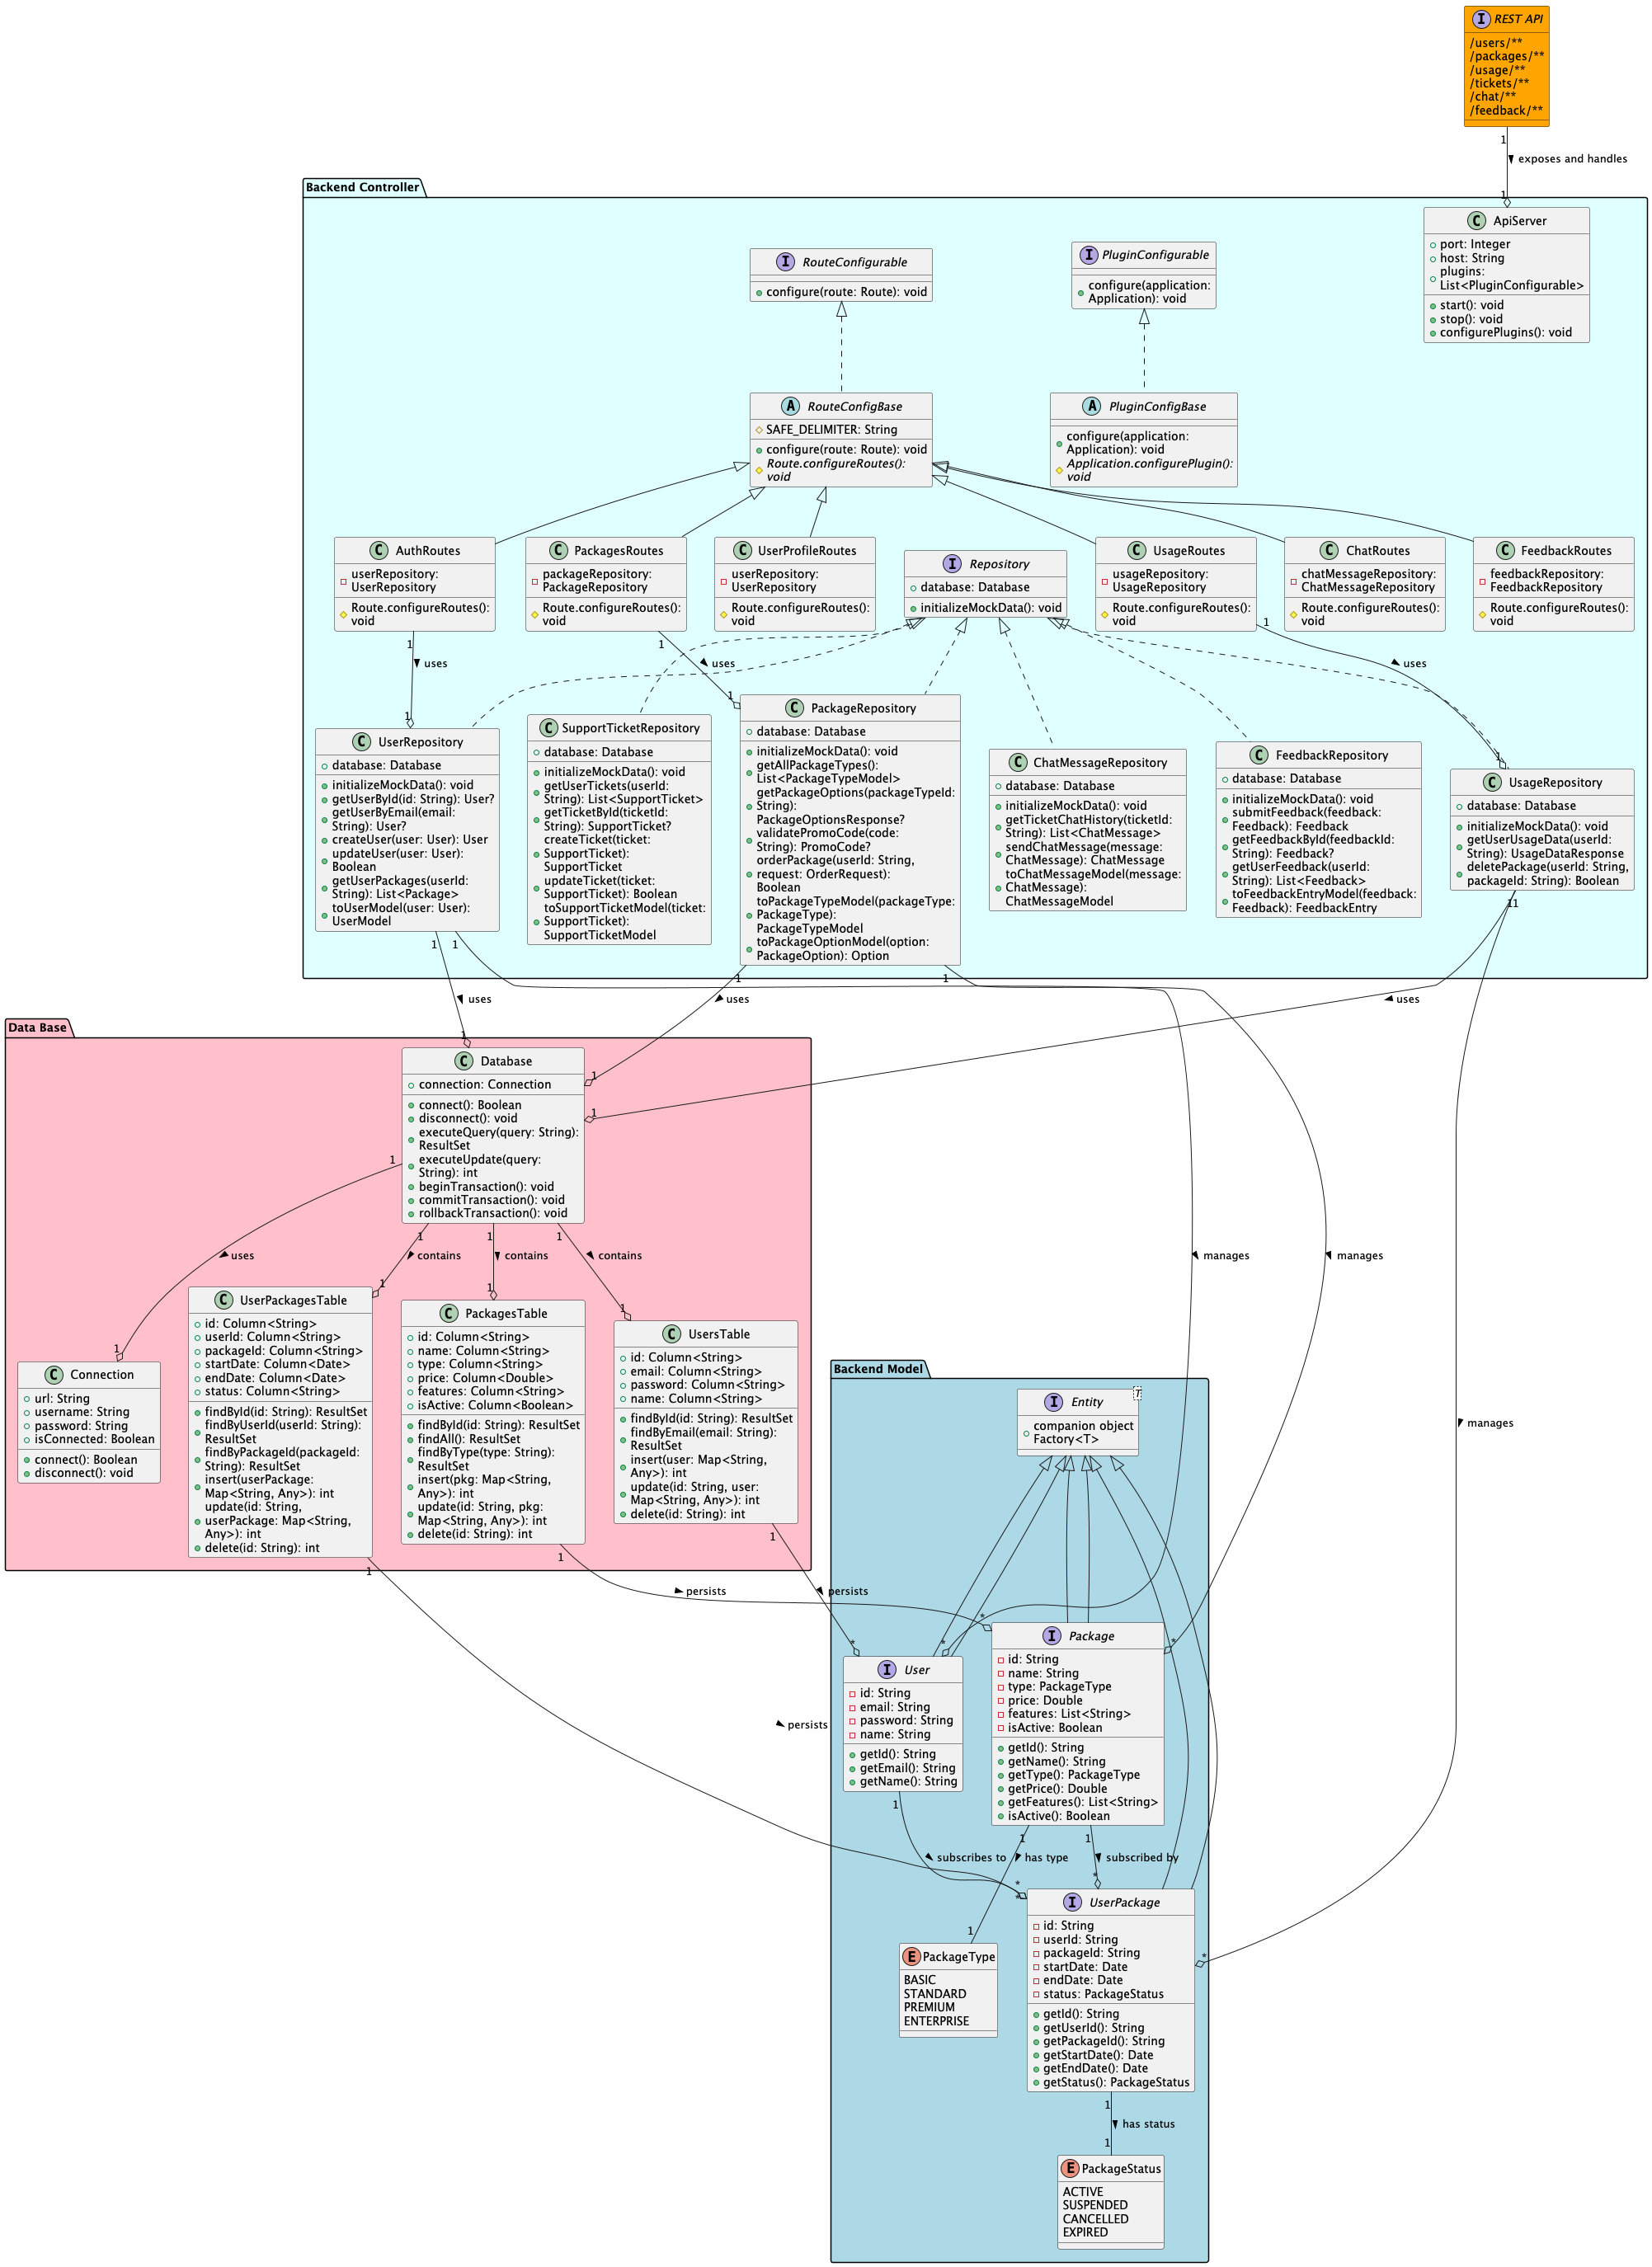 I REST API
/users/**
/packages/**
/usage/**
/tickets/**
/chat/**
/feedback/**
1
exposes and handles
1
Backend Controller
C ApiServer
port: Integer
host: String
plugins:
List<PluginConfigurable>
start(): void
stop(): void
configurePlugins(): void
I RouteConfigurable
configure(route: Route): void
I PluginConfigurable
configure(application:
Application): void
A RouteConfigBase
SAFE_DELIMITER: String
configure(route: Route): void
Route.configureRoutes():
void
A PluginConfigBase
configure(application:
Application): void
Application.configurePlugin():
void
C AuthRoutes
userRepository:
UserRepository
Route.configureRoutes():
void
C PackagesRoutes
packageRepository:
PackageRepository
Route.configureRoutes():
void
C UserProfileRoutes
userRepository:
UserRepository
Route.configureRoutes():
void
I Repository
database: Database
initializeMockData(): void
C UsageRoutes
usageRepository:
UsageRepository
Route.configureRoutes():
void
C ChatRoutes
chatMessageRepository:
ChatMessageRepository
Route.configureRoutes():
void
C FeedbackRoutes
feedbackRepository:
FeedbackRepository
Route.configureRoutes():
void
1
uses
1
1
uses
1
1
uses
1
C UserRepository
database: Database
initializeMockData(): void
getUserById(id: String): User?
getUserByEmail(email:
String): User?
createUser(user: User): User
updateUser(user: User):
Boolean
getUserPackages(userId:
String): List<Package>
toUserModel(user: User):
UserModel
C SupportTicketRepository
database: Database
initializeMockData(): void
getUserTickets(userId:
String): List<SupportTicket>
getTicketById(ticketId:
String): SupportTicket?
createTicket(ticket:
SupportTicket):
SupportTicket
updateTicket(ticket:
SupportTicket): Boolean
toSupportTicketModel(ticket:
SupportTicket):
SupportTicketModel
C PackageRepository
database: Database
initializeMockData(): void
getAllPackageTypes():
List<PackageTypeModel>
getPackageOptions(packageTypeId:
String):
PackageOptionsResponse?
validatePromoCode(code:
String): PromoCode?
orderPackage(userId: String,
request: OrderRequest):
Boolean
toPackageTypeModel(packageType:
PackageType):
PackageTypeModel
toPackageOptionModel(option:
PackageOption): Option
C ChatMessageRepository
database: Database
initializeMockData(): void
getTicketChatHistory(ticketId:
String): List<ChatMessage>
sendChatMessage(message:
ChatMessage): ChatMessage
toChatMessageModel(message:
ChatMessage):
ChatMessageModel
C FeedbackRepository
database: Database
initializeMockData(): void
submitFeedback(feedback:
Feedback): Feedback
getFeedbackById(feedbackId:
String): Feedback?
getUserFeedback(userId:
String): List<Feedback>
toFeedbackEntryModel(feedback:
Feedback): FeedbackEntry
C UsageRepository
database: Database
initializeMockData(): void
getUserUsageData(userId:
String): UsageDataResponse
deletePackage(userId: String,
packageId: String): Boolean
1
1
1
1
11
uses
uses
uses
Data Base
1
1
1
C Database
connection: Connection
connect(): Boolean
disconnect(): void
executeQuery(query: String):
ResultSet
executeUpdate(query:
String): int
beginTransaction(): void
commitTransaction(): void
rollbackTransaction(): void
1
1
1
1
uses
contains
contains
contains
manages
manages
1
1
1
1
C Connection
url: String
username: String
password: String
isConnected: Boolean
connect(): Boolean
disconnect(): void
C UserPackagesTable
id: Column<String>
userId: Column<String>
packageId: Column<String>
startDate: Column<Date>
endDate: Column<Date>
status: Column<String>
findById(id: String): ResultSet
findByUserId(userId: String):
ResultSet
findByPackageId(packageId:
String): ResultSet
insert(userPackage:
Map<String, Any>): int
update(id: String,
userPackage: Map<String,
Any>): int
delete(id: String): int
C PackagesTable
id: Column<String>
name: Column<String>
type: Column<String>
price: Column<Double>
features: Column<String>
isActive: Column<Boolean>
findById(id: String): ResultSet
findAll(): ResultSet
findByType(type: String):
ResultSet
insert(pkg: Map<String,
Any>): int
update(id: String, pkg:
Map<String, Any>): int
delete(id: String): int
C UsersTable
id: Column<String>
email: Column<String>
password: Column<String>
name: Column<String>
findById(id: String): ResultSet
findByEmail(email: String):
ResultSet
insert(user: Map<String,
Any>): int
update(id: String, user:
Map<String, Any>): int
delete(id: String): int
Backend Model
I Entity
T
companion object
Factory<T>
manages
1
1
1
persists
persists
*
*
*
*
I User
id: String
email: String
password: String
name: String
getId(): String
getEmail(): String
getName(): String
I Package
id: String
name: String
type: PackageType
price: Double
features: List<String>
isActive: Boolean
getId(): String
getName(): String
getType(): PackageType
getPrice(): Double
getFeatures(): List<String>
isActive(): Boolean
persists
1
1
1
subscribes to
has type
subscribed by
*
*
*
1
*
I UserPackage
id: String
userId: String
packageId: String
startDate: Date
endDate: Date
status: PackageStatus
getId(): String
getUserId(): String
getPackageId(): String
getStartDate(): Date
getEndDate(): Date
getStatus(): PackageStatus
E PackageType
BASIC
STANDARD
PREMIUM
ENTERPRISE
1
has status
1
E PackageStatus
ACTIVE
SUSPENDED
CANCELLED
EXPIRED